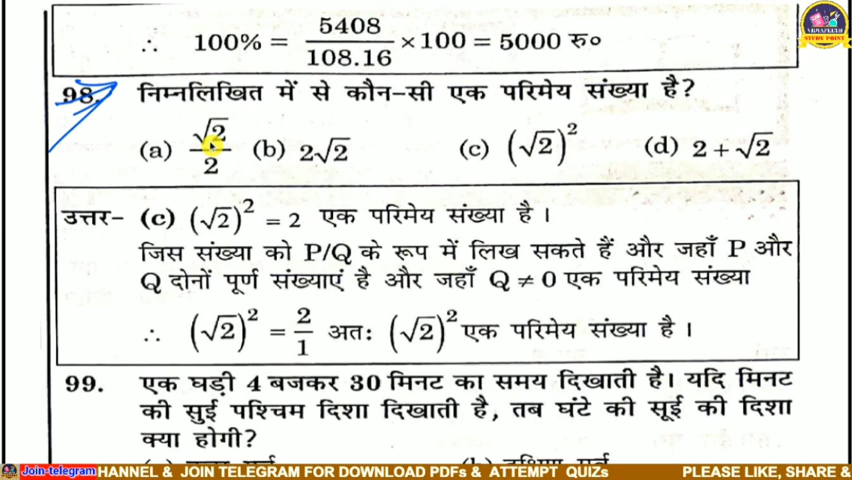 ∴ 100% = 5408/108.16 ×100 = 5000 रु०
VIDYAPEETH
STUDY POINT
98. निम्नलिखित में से कौन-सी एक परिमेय संख्या है?
(a) √2/2 (b) 2√2 (c) (√2)² (d) 2 + √2
उत्तर- (c) (√2)² = 2 एक परिमेय संख्या है ।
जिस संख्या को P/Q के रूप में लिख सकते हैं और जहाँ P और
Q दोनों पूर्ण संख्याएं है और जहाँ Q ≠ 0 एक परिमेय संख्या
∴ (√2)² = 2/1 अतः (√2)² एक परिमेय संख्या है ।
99. एक घड़ी 4 बजकर 30 मिनट का समय दिखाती है। यदि मिनट
की सुई पश्चिम दिशा दिखाती है, तब घंटे की सूई की दिशा
क्या होगी?
Join-telegram HANNEL & JOIN TELEGRAM FOR DOWNLOAD PDFs & ATTEMPT QUIZs PLEASE LIKE, SHARE &